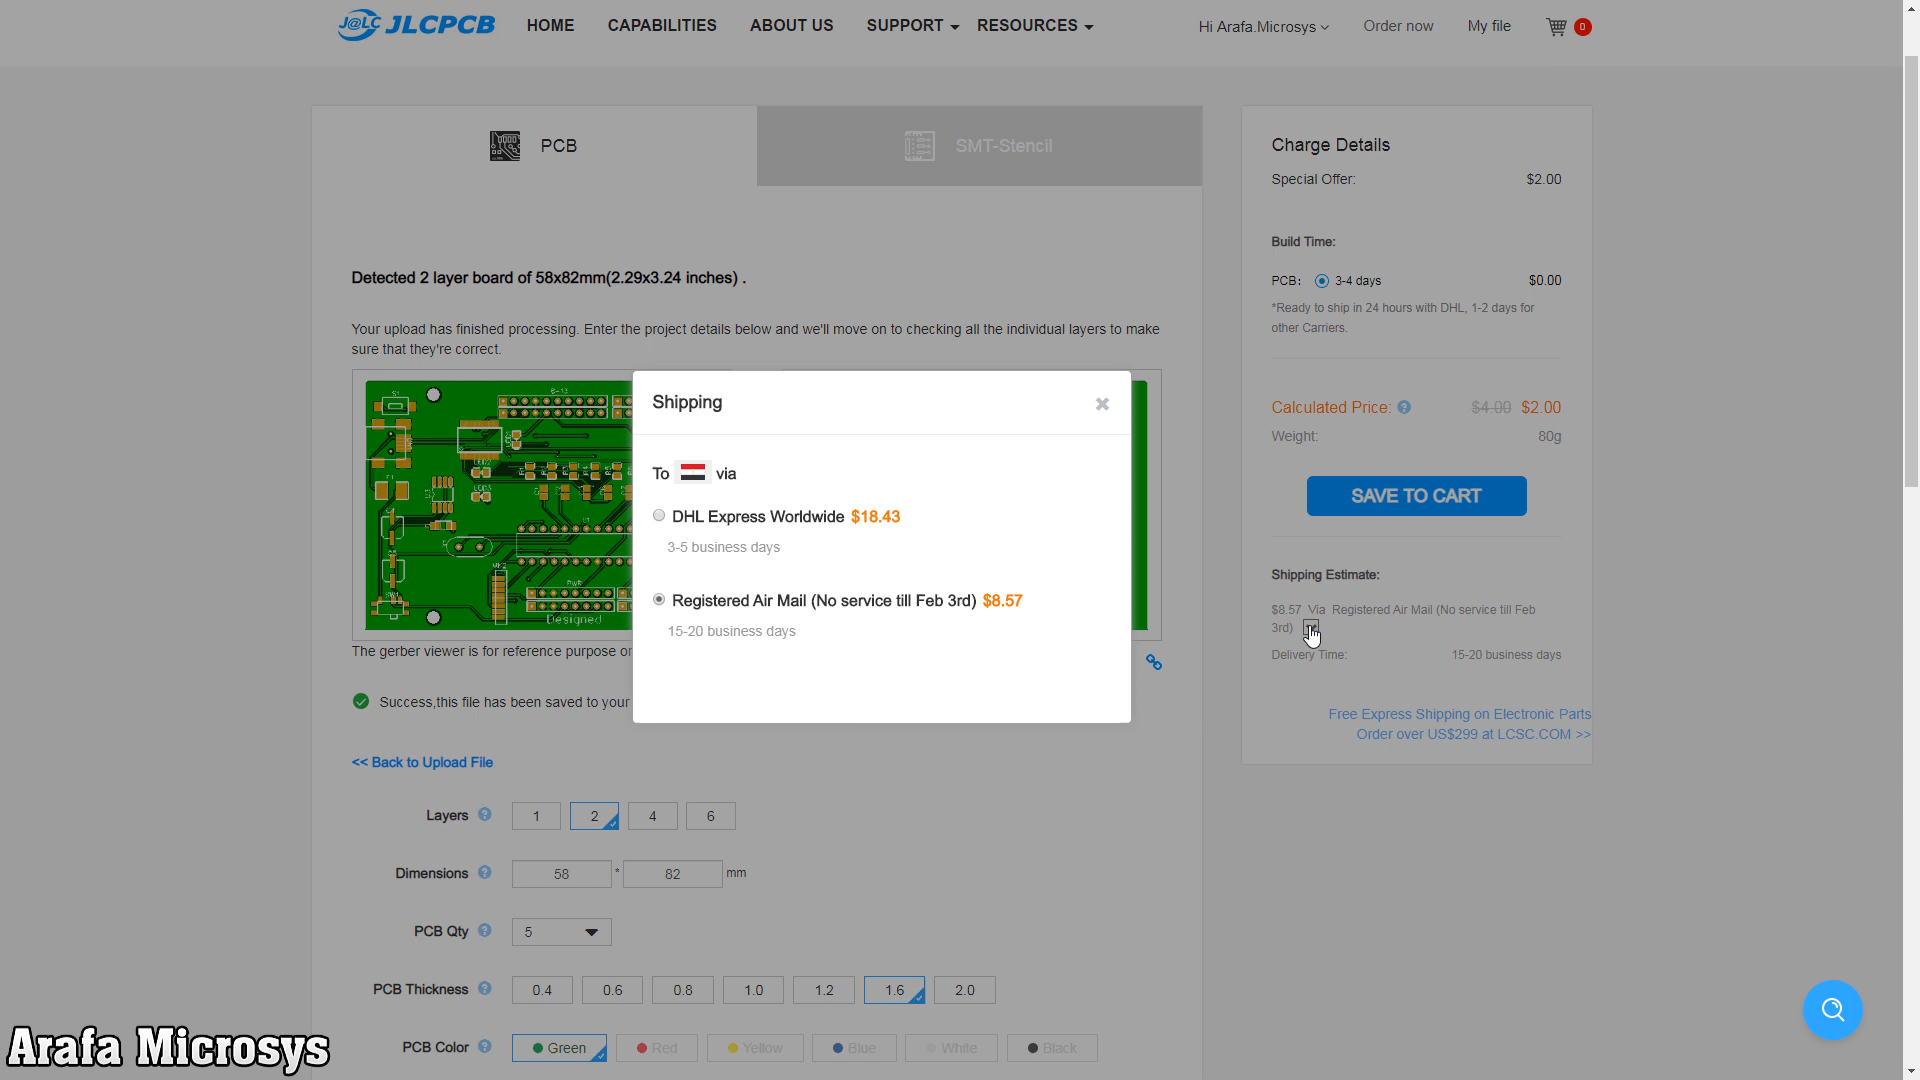 J@LC JLCPCB HOME CAPABILITIES ABOUT US SUPPORT RESOURCES Hi Arafa.Microsys Order now My file 0
PCB
SMT-Stencil
Detected 2 layer board of 58x82mm(2.29x3.24 inches) .
Your upload has finished processing. Enter the project details below and we'll move on to checking all the individual layers to make
sure that they're correct.
Designed
The gerber viewer is for reference purpose
Success,this file has been saved to your
<< Back to Upload File
Layers ? 1 2 4 6
Dimensions ? 58 * 82 mm
PCB Qty ? 5
PCB Thickness ? 0.4 0.6 0.8 1.0 1.2 1.6 2.0
PCB Color ? Green Red Yellow Blue White Black
Shipping
To via
DHL Express Worldwide $18.43
3-5 business days
Registered Air Mail (No service till Feb 3rd) $8.57
15-20 business days
Charge Details
Special Offer: $2.00
Build Time:
PCB: 3-4 days $0.00
*Ready to ship in 24 hours with DHL, 1-2 days for
other Carriers.
Calculated Price: ? $4.00 $2.00
Weight: 80g
SAVE TO CART
Shipping Estimate:
$8.57 Via Registered Air Mail (No service till Feb
3rd)
Delivery Time: 15-20 business days
Free Express Shipping on Electronic Parts
Order over US$299 at LCSC.COM >>
Arafa Microsys